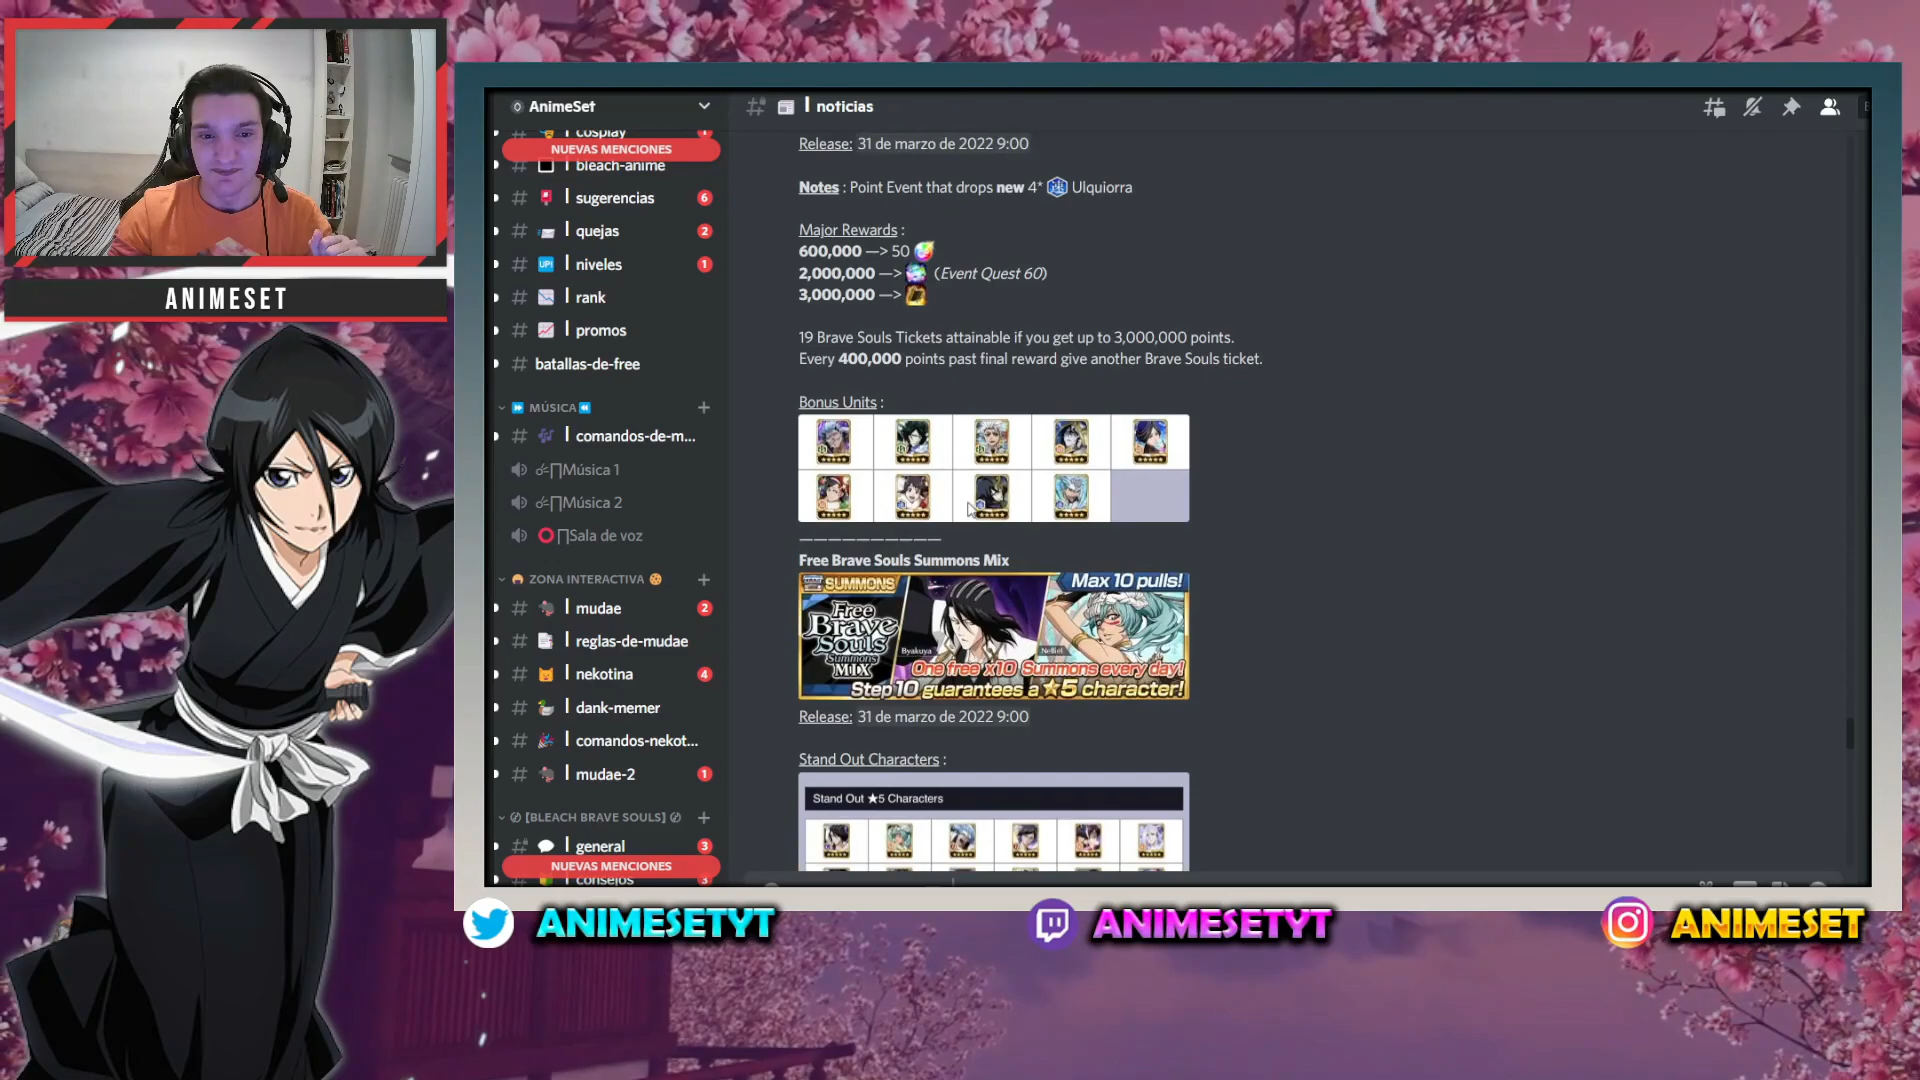 ANIMESET
AnimeSet
cosplay
NUEVAS MENCIONES
bleach-anime
sugerencias 6
quejas 2
niveles 1
rank
promos
batallas-de-free
MÚSICA
comandos-de-m...
Música 1
Música 2
Sala de voz
ZONA INTERACTIVA
mudae 2
reglas-de-mudae
nekotina 4
dank-memer
comandos-nekot...
mudae-2 1
[BLEACH BRAVE SOULS]
general 3
NUEVAS MENCIONES
consejos 3
noticias
Release: 31 de marzo de 2022 9:00
Notes : Point Event that drops new 4* Ulquiorra
Major Rewards :
600,000 —> 50
2,000,000 —> (Event Quest 60)
3,000,000 —>
19 Brave Souls Tickets attainable if you get up to 3,000,000 points.
Every 400,000 points past final reward give another Brave Souls ticket.
Bonus Units :
——————————
Free Brave Souls Summons Mix
SUMMONS
Max 10 pulls!
Free
Brave
Souls
Summons
MIX
Byakuya
Nelliel
One free x10 Summons every day!
Step 10 guarantees a ★5 character!
Release: 31 de marzo de 2022 9:00
Stand Out Characters :
Stand Out ★5 Characters
ANIMESETYT
ANIMESETYT
ANIMESET